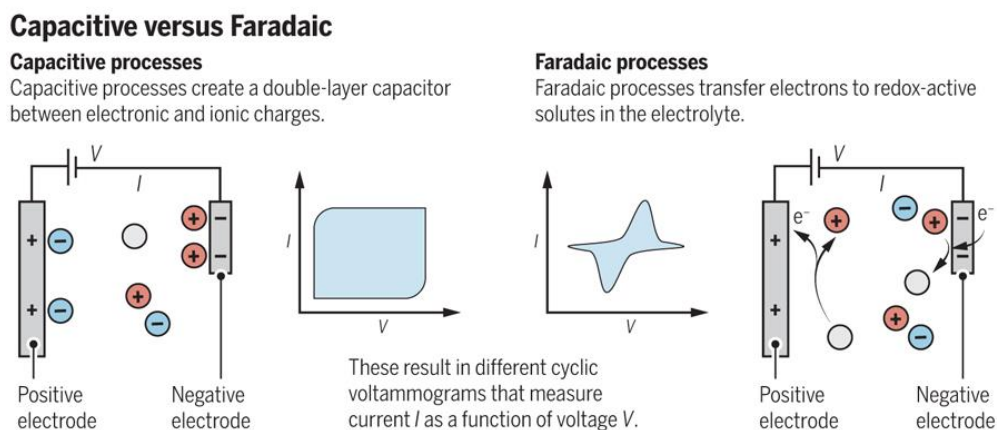 Capacitive versus Faradaic
Capacitive processes
Capacitive processes create a double-layer capacitor
between electronic and ionic charges.
Faradaic processes
Faradaic processes transfer electrons to redox-active
solutes in the electrolyte.
V
I
+
−
+
−
+
−
+
−
+
−
Positive
electrode
Negative
electrode
I
V
I
V
These result in different cyclic
voltammograms that measure
current I as a function of voltage V.
V
I
e−
+
−
+
−
e−
+
−
+
+
−
Positive
electrode
Negative
electrode